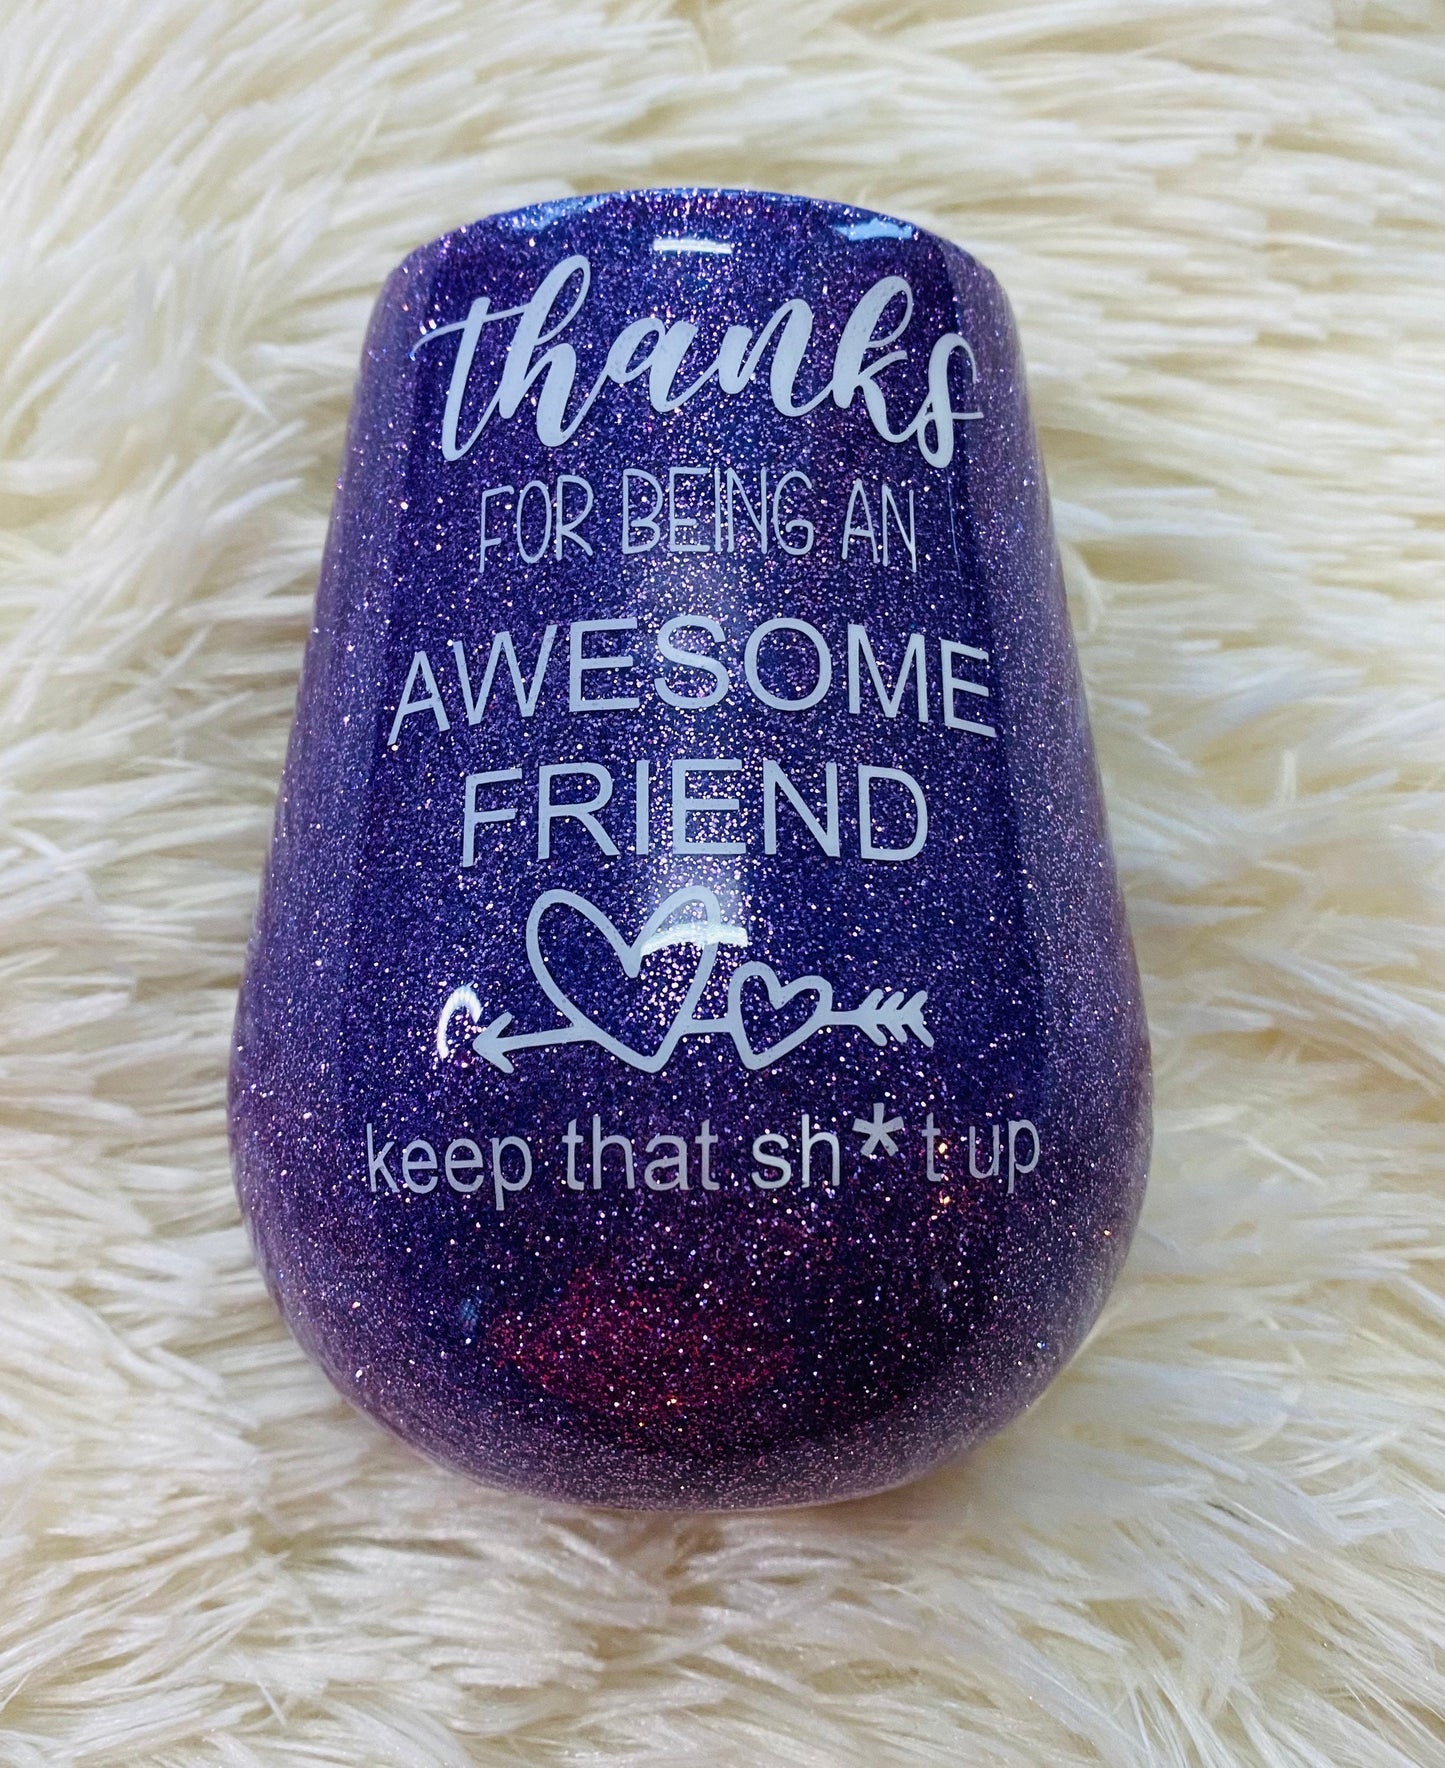 thanks
FOR BEING AN
AWESOME
FRIEND
keep that sh*t up